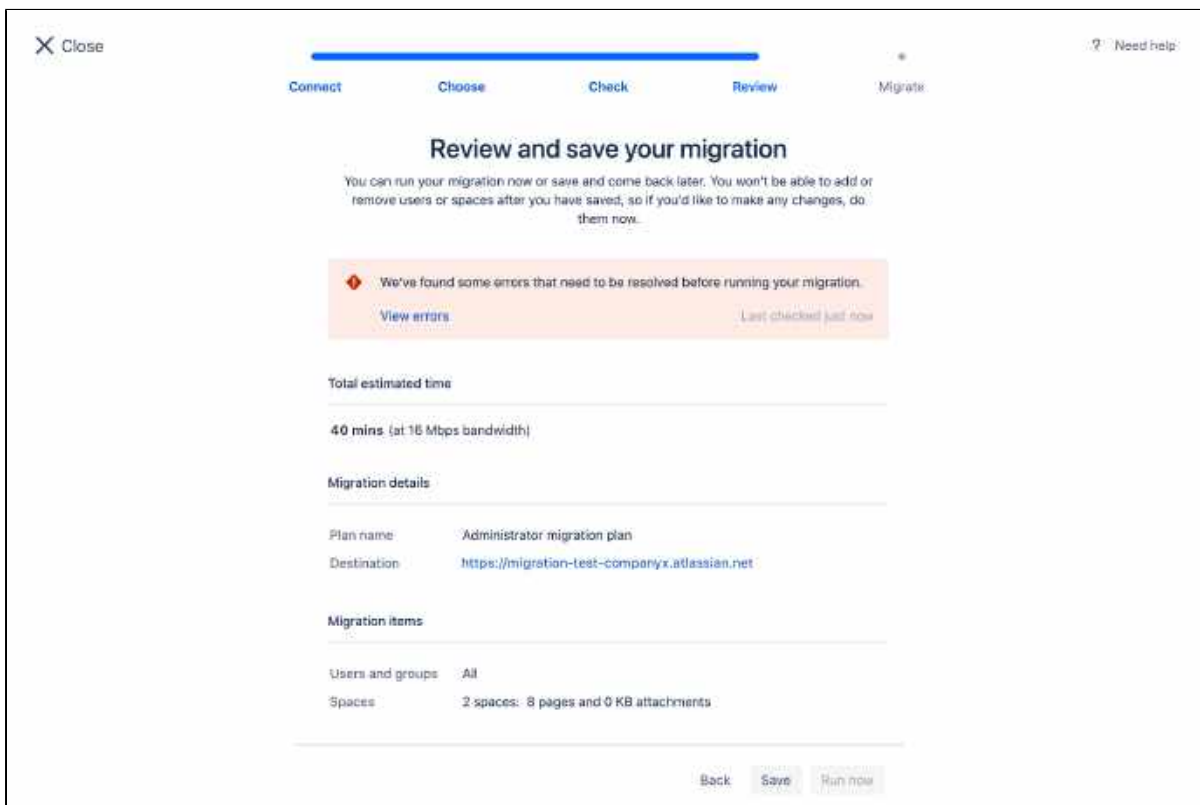 Close
? Need help
Connect Choose Check Review Migrate
Review and save your migration
You can run your migration now or save and come back later. You won't be able to add or
remove users or spaces after you have saved, so if you'd like to make any changes, do
them now.
We've found some errors that need to be resolved before running your migration.
View errors Last checked just now
Total estimated time
40 mins (at 16 Mbps bandwidth)
Migration details
Plan name Administrator migration plan
Destination https://migration-test-companyx.atlassian.net
Migration items
Users and groups All
Spaces 2 spaces: 8 pages and 0 KB attachments
Back Save Run now